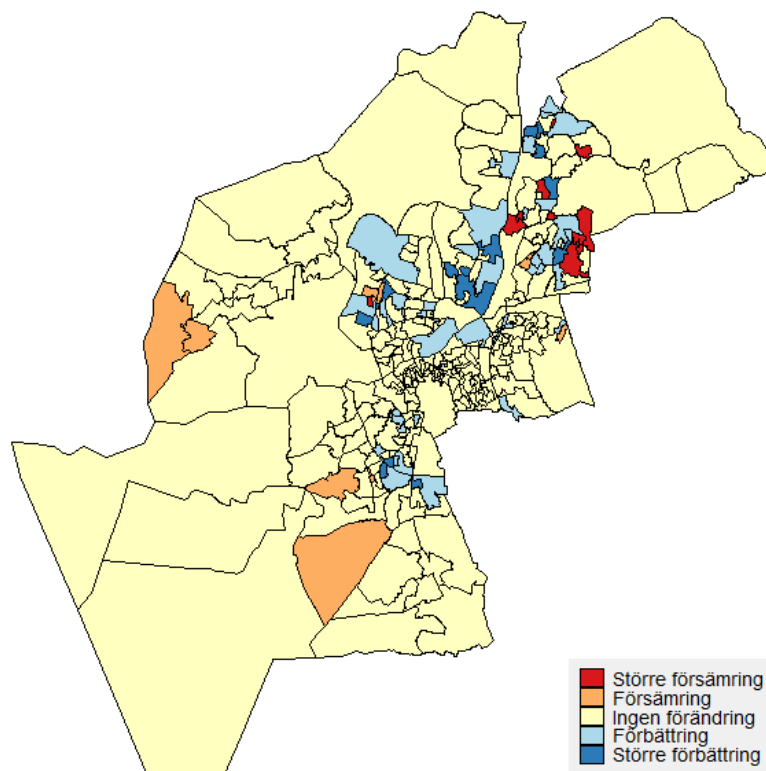 Större försämring
Försämring
Ingen förändring
Förbättring
Större förbättring